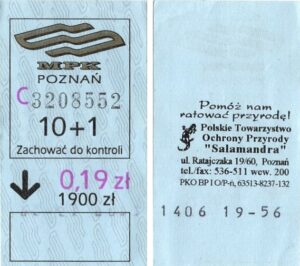 MPK
POZNAŃ
C3208552
10+1
Zachować do kontroli
0,19 zł
1900 zł
Pomóż nam
ratować przyrodę!
Polskie Towarzystwo
Ochrony Przyrody
"Salamandra"
ul. Ratajczaka 19/60, Poznań
tel./fax: 536-511 wew. 200
PKO BP I O/P-ń, 63513-8237-132
1406 19-56